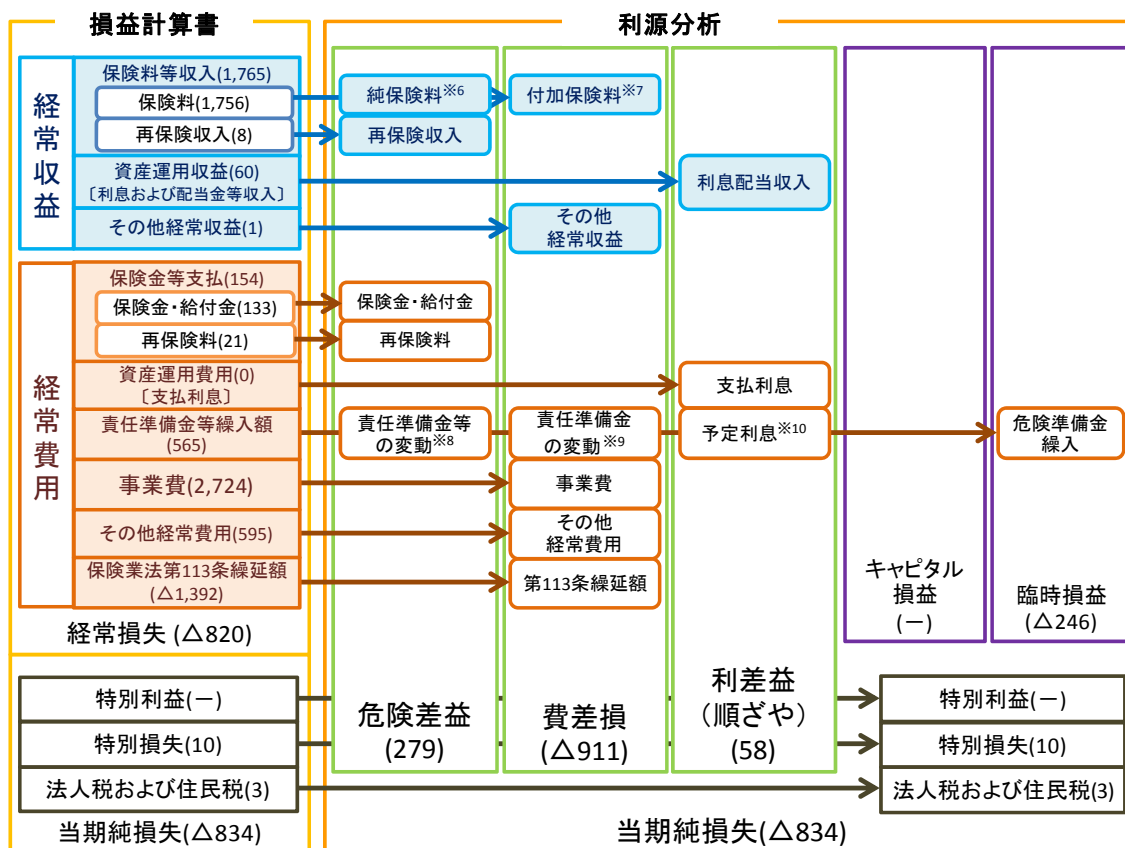 損益計算書
経常収益
保険料等収入(1,765)
保険料(1,756)
再保険収入(8)
資産運用収益(60)
〔利息および配当金等収入〕
その他経常収益(1)
経常費用
保険金等支払(154)
保険金・給付金(133)
再保険料(21)
資産運用費用(0)
〔支払利息〕
責任準備金等繰入額
(565)
事業費(2,724)
その他経常費用(595)
保険業法第113条繰延額
(△1,392)
経常損失 (△820)
特別利益(－)
特別損失(10)
法人税および住民税(3)
当期純損失(△834)
利源分析
純保険料※6
再保険収入
保険金・給付金
再保険料
責任準備金等
の変動※8
危険差益
(279)
付加保険料※7
その他
経常収益
責任準備金
の変動※9
事業費
その他
経常費用
第113条繰延額
費差損
(△911)
利息配当収入
支払利息
予定利息※10
利差益
（順ざや）
(58)
キャピタル
損益
(－)
危険準備金
繰入
臨時損益
(△246)
特別利益(－)
特別損失(10)
法人税および住民税(3)
当期純損失(△834)